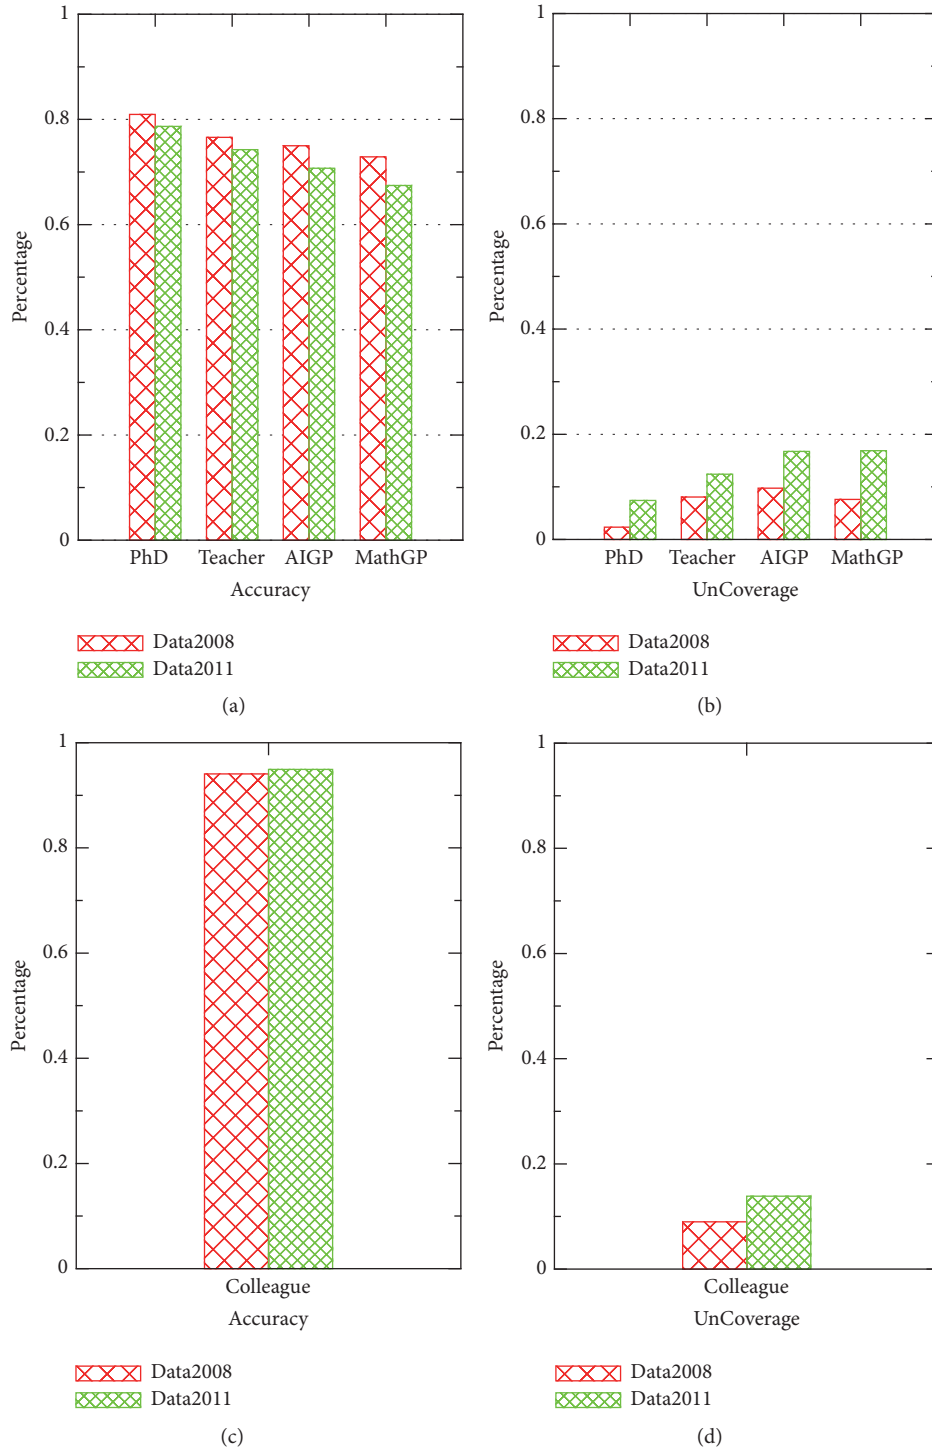 1
0.8
0.6
0.4
0.2
0
Percentage
PhD Teacher AIGP MathGP
Accuracy
Data2008
Data2011
(a)
1
0.8
0.6
0.4
0.2
0
Percentage
PhD Teacher AIGP MathGP
UnCoverage
Data2008
Data2011
(b)
1
0.8
0.6
0.4
0.2
0
Percentage
Colleague
Accuracy
Data2008
Data2011
(c)
1
0.8
0.6
0.4
0.2
0
Percentage
Colleague
UnCoverage
Data2008
Data2011
(d)